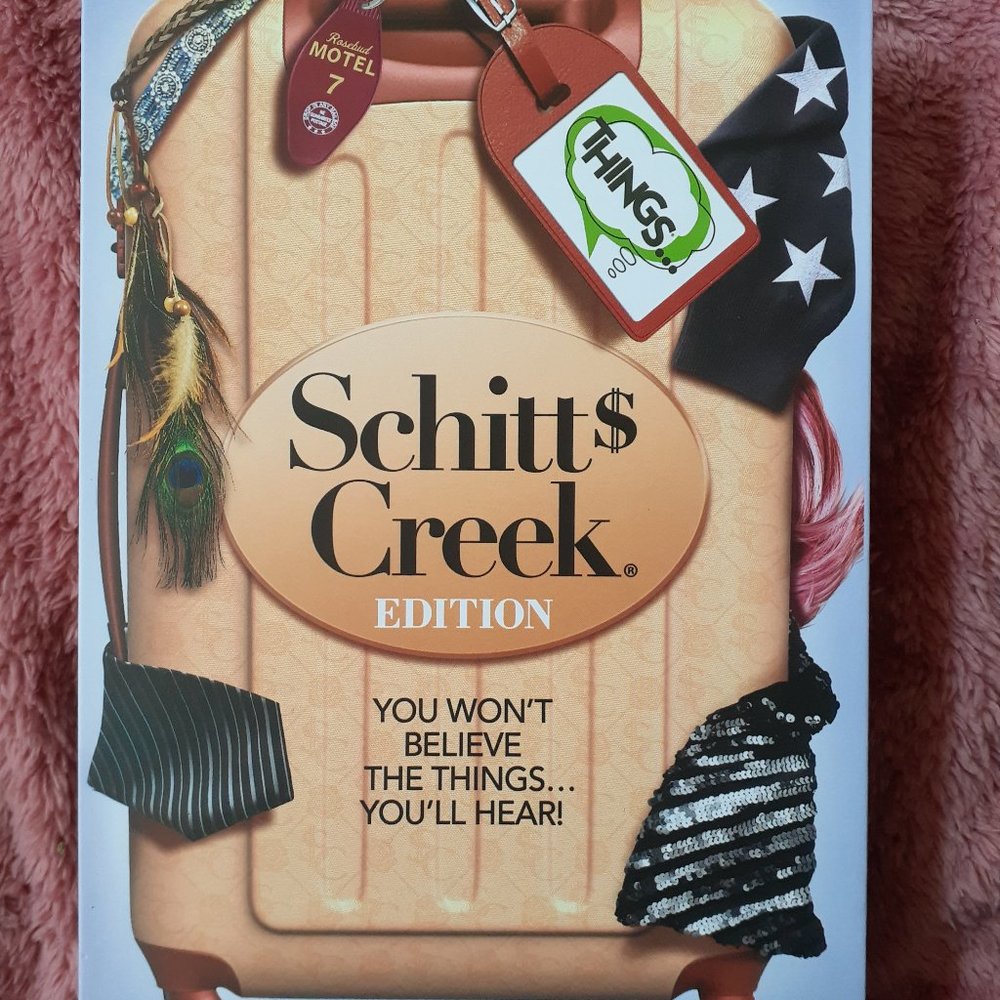 Rosebud
MOTEL
7
THINGS...
Schitt$
Creek®
EDITION
YOU WON'T
BELIEVE
THE THINGS...
YOU'LL HEAR!